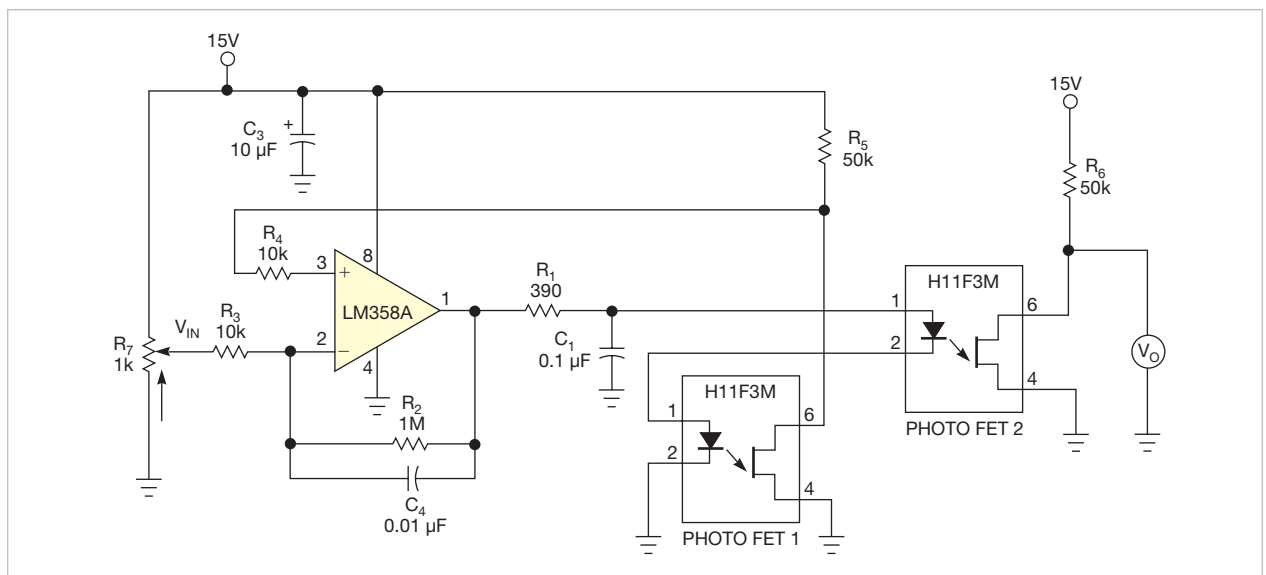 15V
C3
10 µF
+
R5
50k
15V
R6
50k
R4
10k
3
+
8
LM358A
1
R1
390
H11F3M
1
6
2
4
PHOTO FET 2
VO
VIN
R3
10k
2
−
4
R7
1k
C1
0.1 µF
H11F3M
1
6
2
4
PHOTO FET 1
R2
1M
C4
0.01 µF